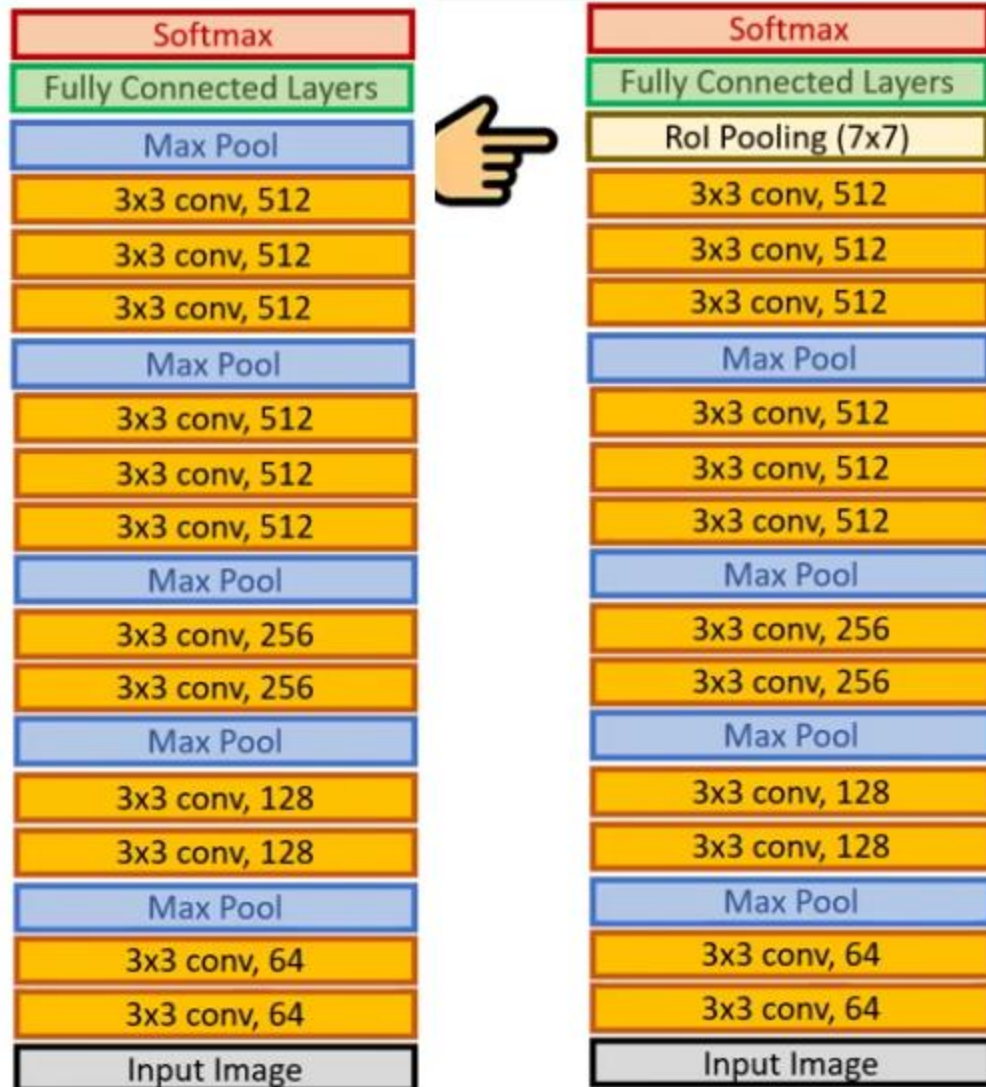 Softmax
Fully Connected Layers
Max Pool
3x3 conv, 512
3x3 conv, 512
3x3 conv, 512
Max Pool
3x3 conv, 512
3x3 conv, 512
3x3 conv, 512
Max Pool
3x3 conv, 256
3x3 conv, 256
Max Pool
3x3 conv, 128
3x3 conv, 128
Max Pool
3x3 conv, 64
3x3 conv, 64
Input Image
Softmax
Fully Connected Layers
RoI Pooling (7x7)
3x3 conv, 512
3x3 conv, 512
3x3 conv, 512
Max Pool
3x3 conv, 512
3x3 conv, 512
3x3 conv, 512
Max Pool
3x3 conv, 256
3x3 conv, 256
Max Pool
3x3 conv, 128
3x3 conv, 128
Max Pool
3x3 conv, 64
3x3 conv, 64
Input Image